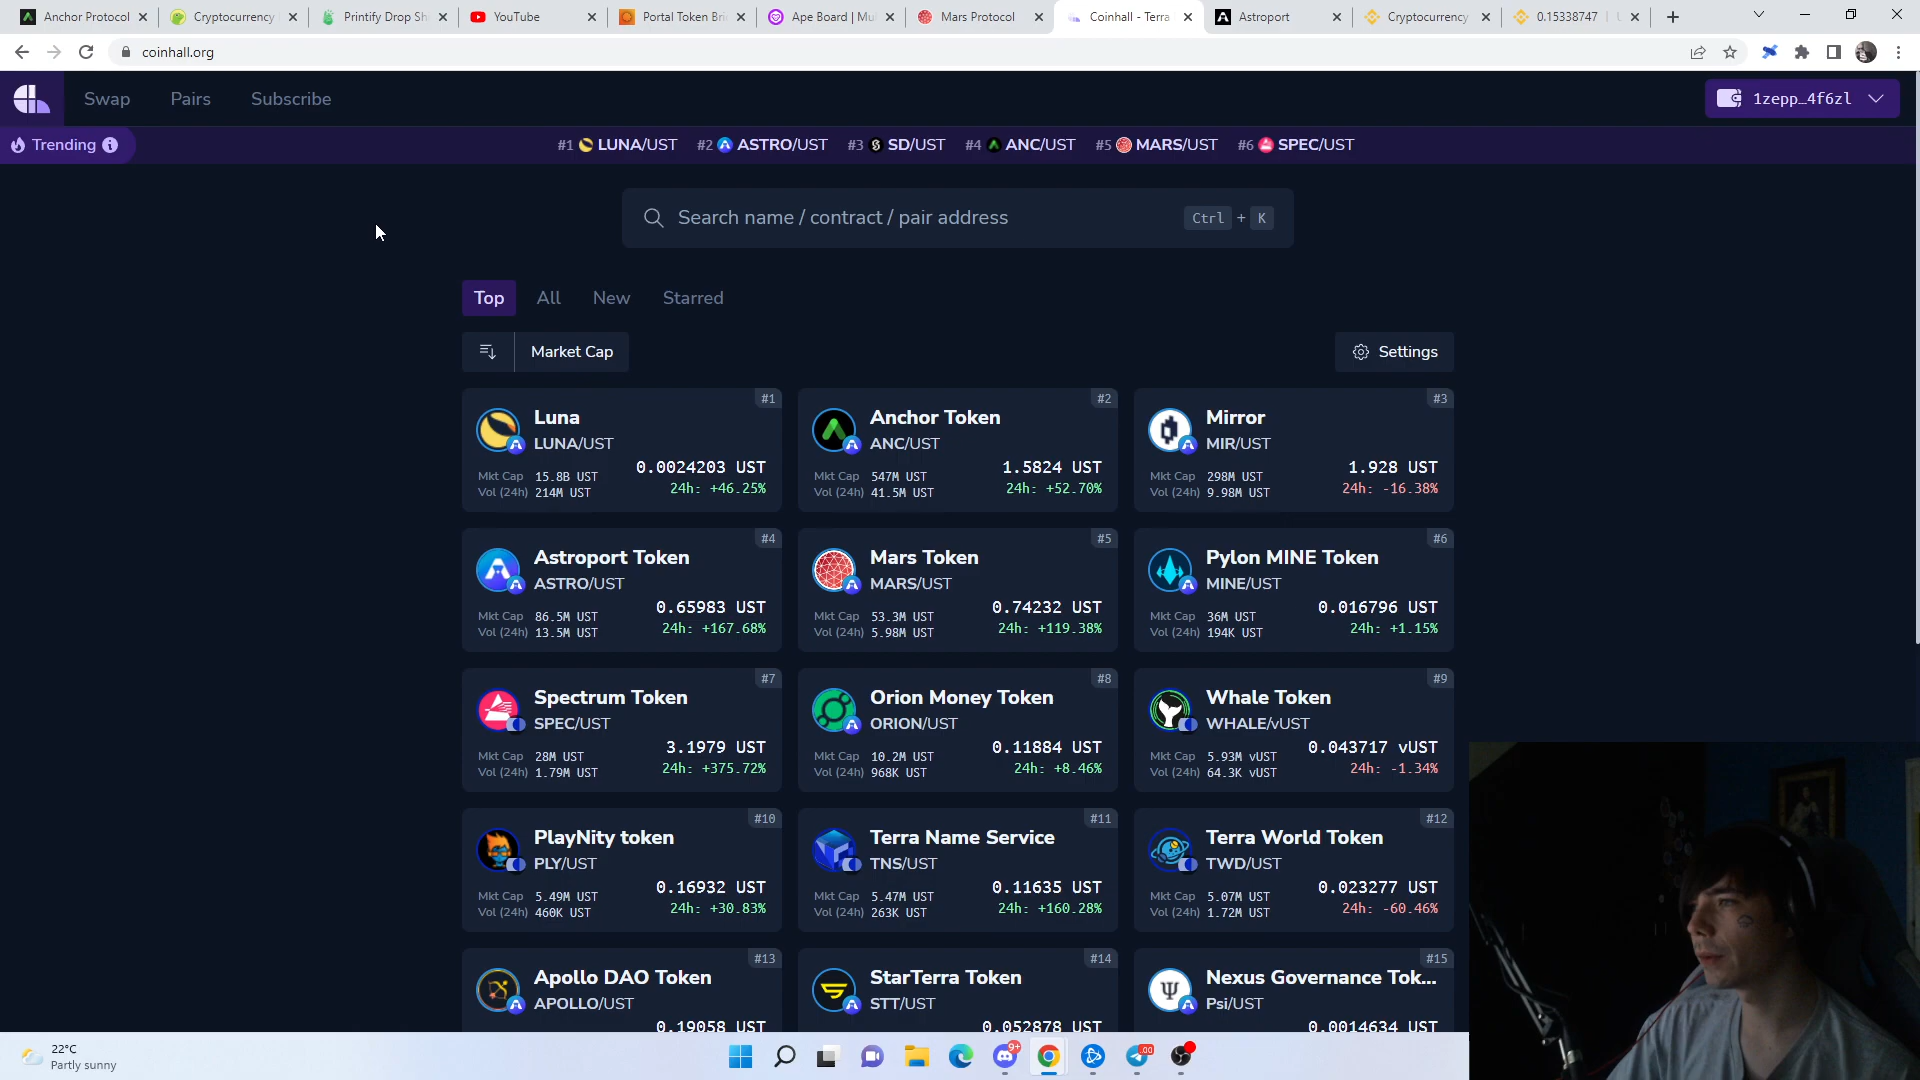 Anchor Protocol
Cryptocurrency
Printify Drop Sh
YouTube
Portal Token Bri
Ape Board | Mu
Mars Protocol
Coinhall - Terra
Astroport
Cryptocurrency
0.15338747
coinhall.org
Swap Pairs Subscribe
1zepp_4f6zl
Trending
#1 LUNA/UST #2 ASTRO/UST #3 SD/UST #4 ANC/UST #5 MARS/UST #6 SPEC/UST
Search name / contract / pair address
Ctrl + K
Top All New Starred
Market Cap
Settings
#1
Luna
LUNA/UST
0.0024203 UST
Mkt Cap 15.8B UST
24h: +46.25%
Vol (24h) 214M UST
#2
Anchor Token
ANC/UST
1.5824 UST
Mkt Cap 547M UST
24h: +52.70%
Vol (24h) 41.5M UST
#3
Mirror
MIR/UST
1.928 UST
Mkt Cap 298M UST
24h: -16.38%
Vol (24h) 9.98M UST
#4
Astroport Token
ASTRO/UST
0.65983 UST
Mkt Cap 86.5M UST
24h: +167.68%
Vol (24h) 13.5M UST
#5
Mars Token
MARS/UST
0.74232 UST
Mkt Cap 53.3M UST
24h: +119.38%
Vol (24h) 5.98M UST
#6
Pylon MINE Token
MINE/UST
0.016796 UST
Mkt Cap 36M UST
24h: +1.15%
Vol (24h) 194K UST
#7
Spectrum Token
SPEC/UST
3.1979 UST
Mkt Cap 28M UST
24h: +375.72%
Vol (24h) 1.79M UST
#8
Orion Money Token
ORION/UST
0.11884 UST
Mkt Cap 10.2M UST
24h: +8.46%
Vol (24h) 968K UST
#9
Whale Token
WHALE/vUST
0.043717 vUST
Mkt Cap 5.93M vUST
24h: -1.34%
Vol (24h) 64.3K vUST
#10
PlayNity token
PLY/UST
0.16932 UST
Mkt Cap 5.49M UST
24h: +30.83%
Vol (24h) 460K UST
#11
Terra Name Service
TNS/UST
0.11635 UST
Mkt Cap 5.47M UST
24h: +160.28%
Vol (24h) 263K UST
#12
Terra World Token
TWD/UST
0.023277 UST
Mkt Cap 5.07M UST
24h: -60.46%
Vol (24h) 1.72M UST
#13
Apollo DAO Token
APOLLO/UST
0.19058 UST
#14
StarTerra Token
STT/UST
0.052878 UST
#15
Nexus Governance Tok...
Psi/UST
0.0014634 UST
22°C
Partly sunny
9+
.00